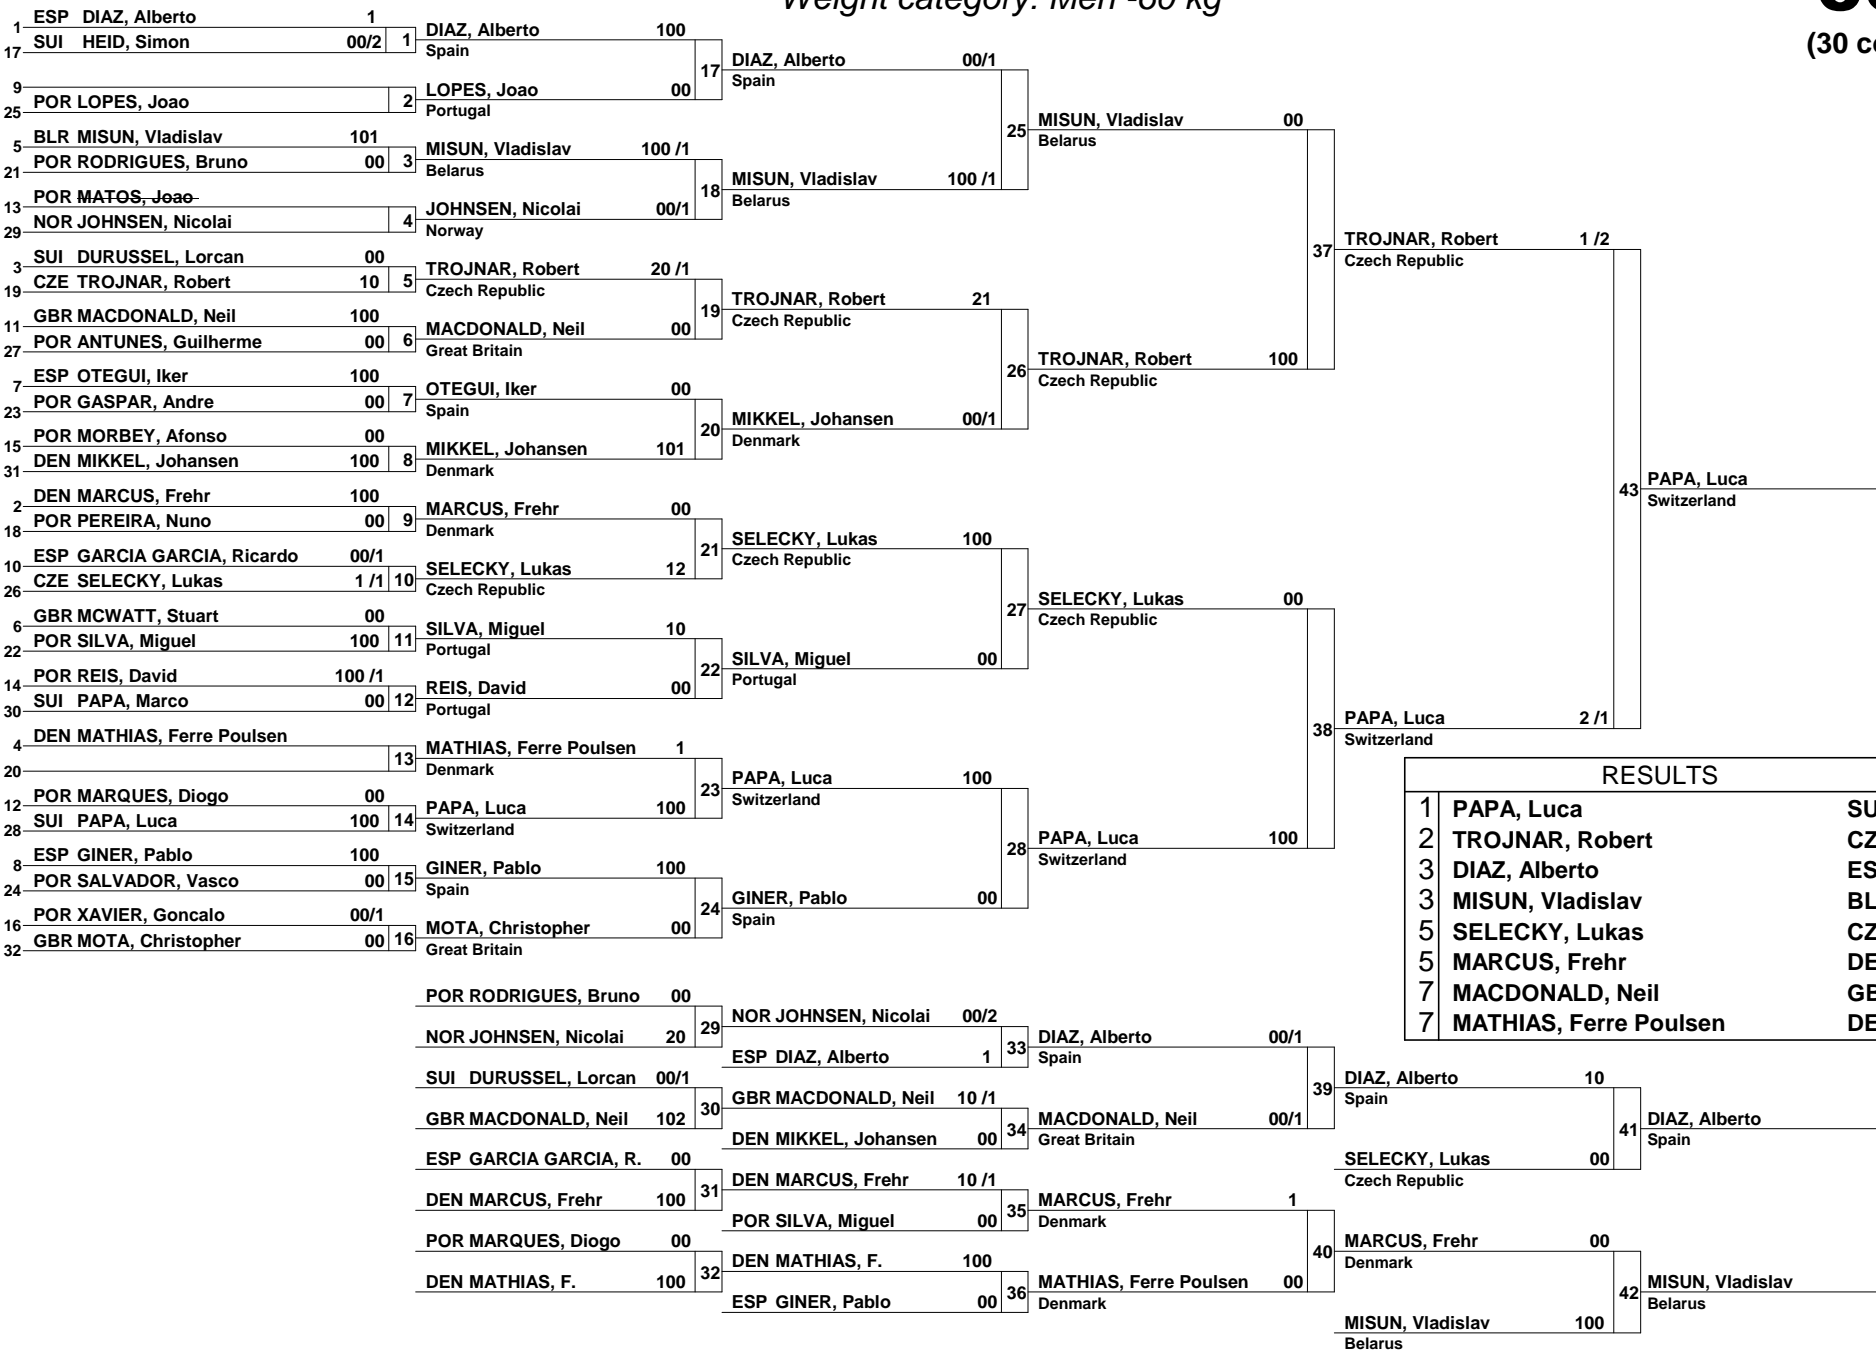 Weight category: Men -60 kg
(30 co
1 ESP DIAZ, Alberto 1
17 SUI HEID, Simon 00/2 1
9
25 POR LOPES, Joao 2
5 BLR MISUN, Vladislav 101
21 POR RODRIGUES, Bruno 00 3
13 POR MATOS, Joao
29 NOR JOHNSEN, Nicolai 4
3 SUI DURUSSEL, Lorcan 00
19 CZE TROJNAR, Robert 10 5
11 GBR MACDONALD, Neil 100
27 POR ANTUNES, Guilherme 00 6
7 ESP OTEGUI, Iker 100
23 POR GASPAR, Andre 00 7
15 POR MORBEY, Afonso 00
31 DEN MIKKEL, Johansen 100 8
2 DEN MARCUS, Frehr 100
18 POR PEREIRA, Nuno 00 9
10 ESP GARCIA GARCIA, Ricardo 00/1
26 CZE SELECKY, Lukas 1 /1 10
6 GBR MCWATT, Stuart 00
22 POR SILVA, Miguel 100 11
14 POR REIS, David 100 /1
30 SUI PAPA, Marco 00 12
4 DEN MATHIAS, Ferre Poulsen
20 13
12 POR MARQUES, Diogo 00
28 SUI PAPA, Luca 100 14
8 ESP GINER, Pablo 100
24 POR SALVADOR, Vasco 00 15
16 POR XAVIER, Goncalo 00/1
32 GBR MOTA, Christopher 00 16
DIAZ, Alberto 100
Spain
17
LOPES, Joao 00
Portugal
MISUN, Vladislav 100 /1
Belarus
18
JOHNSEN, Nicolai 00/1
Norway
TROJNAR, Robert 20 /1
Czech Republic
19
MACDONALD, Neil 00
Great Britain
OTEGUI, Iker 00
Spain
20
MIKKEL, Johansen 101
Denmark
MARCUS, Frehr 00
Denmark
21
SELECKY, Lukas 12
Czech Republic
SILVA, Miguel 10
Portugal
22
REIS, David 00
Portugal
MATHIAS, Ferre Poulsen 1
Denmark
23
PAPA, Luca 100
Switzerland
GINER, Pablo 100
Spain
24
MOTA, Christopher 00
Great Britain
DIAZ, Alberto 00/1
Spain
25
MISUN, Vladislav 100 /1
Belarus
TROJNAR, Robert 21
Czech Republic
26
MIKKEL, Johansen 00/1
Denmark
SELECKY, Lukas 100
Czech Republic
27
SILVA, Miguel 00
Portugal
PAPA, Luca 100
Switzerland
28
GINER, Pablo 00
Spain
MISUN, Vladislav 00
Belarus
37
TROJNAR, Robert 100
Czech Republic
SELECKY, Lukas 00
Czech Republic
38
PAPA, Luca 100
Switzerland
TROJNAR, Robert 1 /2
Czech Republic
43
PAPA, Luca 2 /1
Switzerland
PAPA, Luca
Switzerland
RESULTS
1 PAPA, Luca SU
2 TROJNAR, Robert CZ
3 DIAZ, Alberto ES
3 MISUN, Vladislav BL
5 SELECKY, Lukas CZ
5 MARCUS, Frehr DE
7 MACDONALD, Neil GB
7 MATHIAS, Ferre Poulsen DE
POR RODRIGUES, Bruno 00
29
NOR JOHNSEN, Nicolai 20
SUI DURUSSEL, Lorcan 00/1
30
GBR MACDONALD, Neil 102
ESP GARCIA GARCIA, R. 00
31
DEN MARCUS, Frehr 100
POR MARQUES, Diogo 00
32
DEN MATHIAS, F. 100
NOR JOHNSEN, Nicolai 00/2
33
ESP DIAZ, Alberto 1
GBR MACDONALD, Neil 10 /1
34
DEN MIKKEL, Johansen 00
DEN MARCUS, Frehr 10 /1
35
POR SILVA, Miguel 00
DEN MATHIAS, F. 100
36
ESP GINER, Pablo 00
DIAZ, Alberto 00/1
Spain
39
MACDONALD, Neil 00/1
Great Britain
MARCUS, Frehr 1
Denmark
40
MATHIAS, Ferre Poulsen 00
Denmark
DIAZ, Alberto 10
Spain
41
SELECKY, Lukas 00
Czech Republic
MARCUS, Frehr 00
Denmark
42
MISUN, Vladislav 100
Belarus
DIAZ, Alberto
Spain
MISUN, Vladislav
Belarus